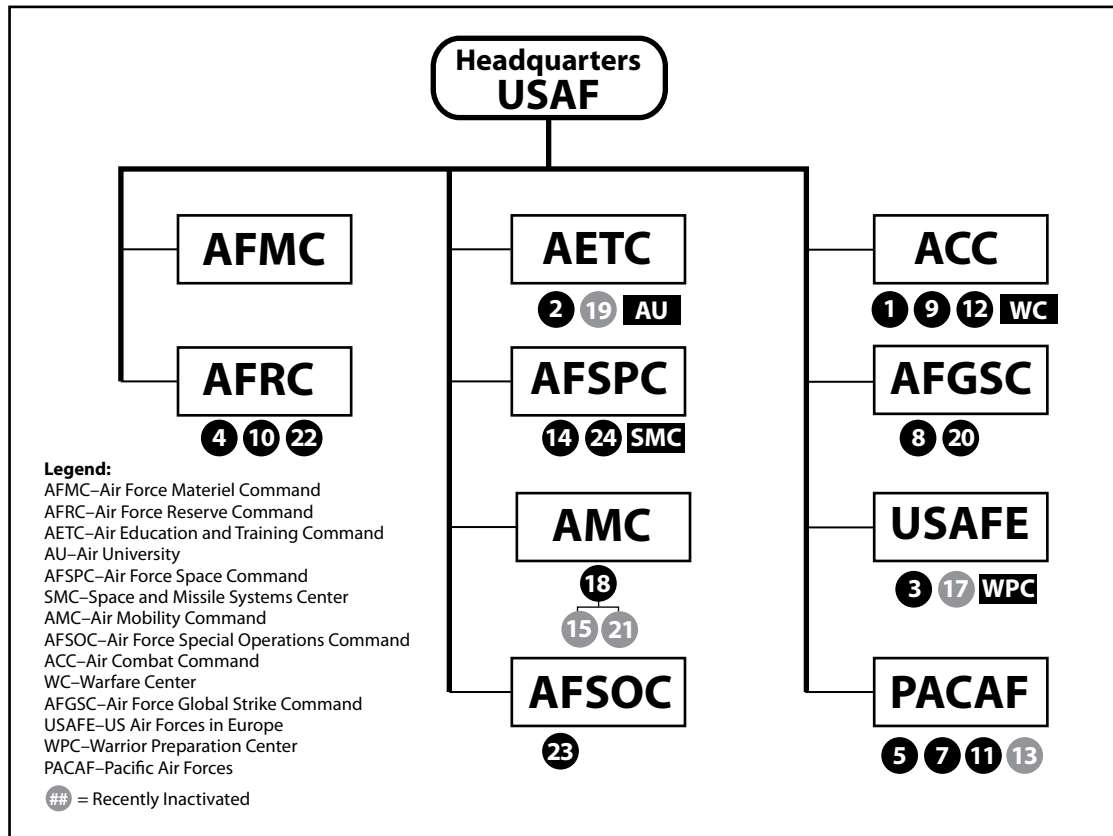 Headquarters
USAF
AFMC
AETC
ACC
2 19 AU
1 9 12 WC
AFRC
AFSPC
AFGSC
4 10 22
14 24 SMC
8 20
Legend:
AFMC–Air Force Materiel Command
AFRC–Air Force Reserve Command
AETC–Air Education and Training Command
AU–Air University
AFSPC–Air Force Space Command
SMC–Space and Missile Systems Center
AMC–Air Mobility Command
AFSOC–Air Force Special Operations Command
ACC–Air Combat Command
WC–Warfare Center
AFGSC–Air Force Global Strike Command
USAFE–US Air Forces in Europe
WPC–Warrior Preparation Center
PACAF–Pacific Air Forces
## = Recently Inactivated
AMC
USAFE
18
3 17 WPC
15 21
AFSOC
PACAF
23
5 7 11 13